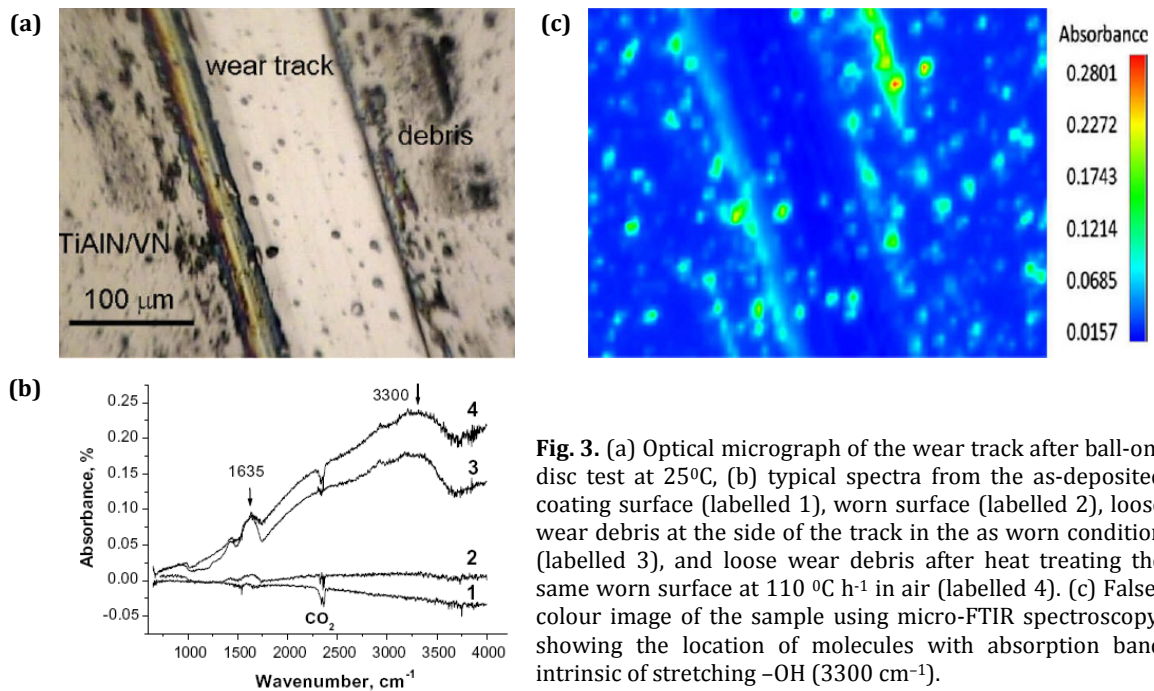 (a)
wear track
debris
TiAlN/VN
100 μm
(c)
Absorbance
0.2801
0.2272
0.1743
0.1214
0.0685
0.0157
(b)
Absorbance, %
0.25
0.20
0.15
0.10
0.05
0.00
-0.05
1635
3300
4
3
2
1
CO₂
1000 1500 2000 2500 3000 3500 4000
Wavenumber, cm⁻¹
Fig. 3. (a) Optical micrograph of the wear track after ball-on
disc test at 25⁰C, (b) typical spectra from the as-deposited
coating surface (labelled 1), worn surface (labelled 2), loose
wear debris at the side of the track in the as worn condition
(labelled 3), and loose wear debris after heat treating the
same worn surface at 110 ⁰C h⁻¹ in air (labelled 4). (c) False
colour image of the sample using micro-FTIR spectroscopy
showing the location of molecules with absorption band
intrinsic of stretching –OH (3300 cm⁻¹).